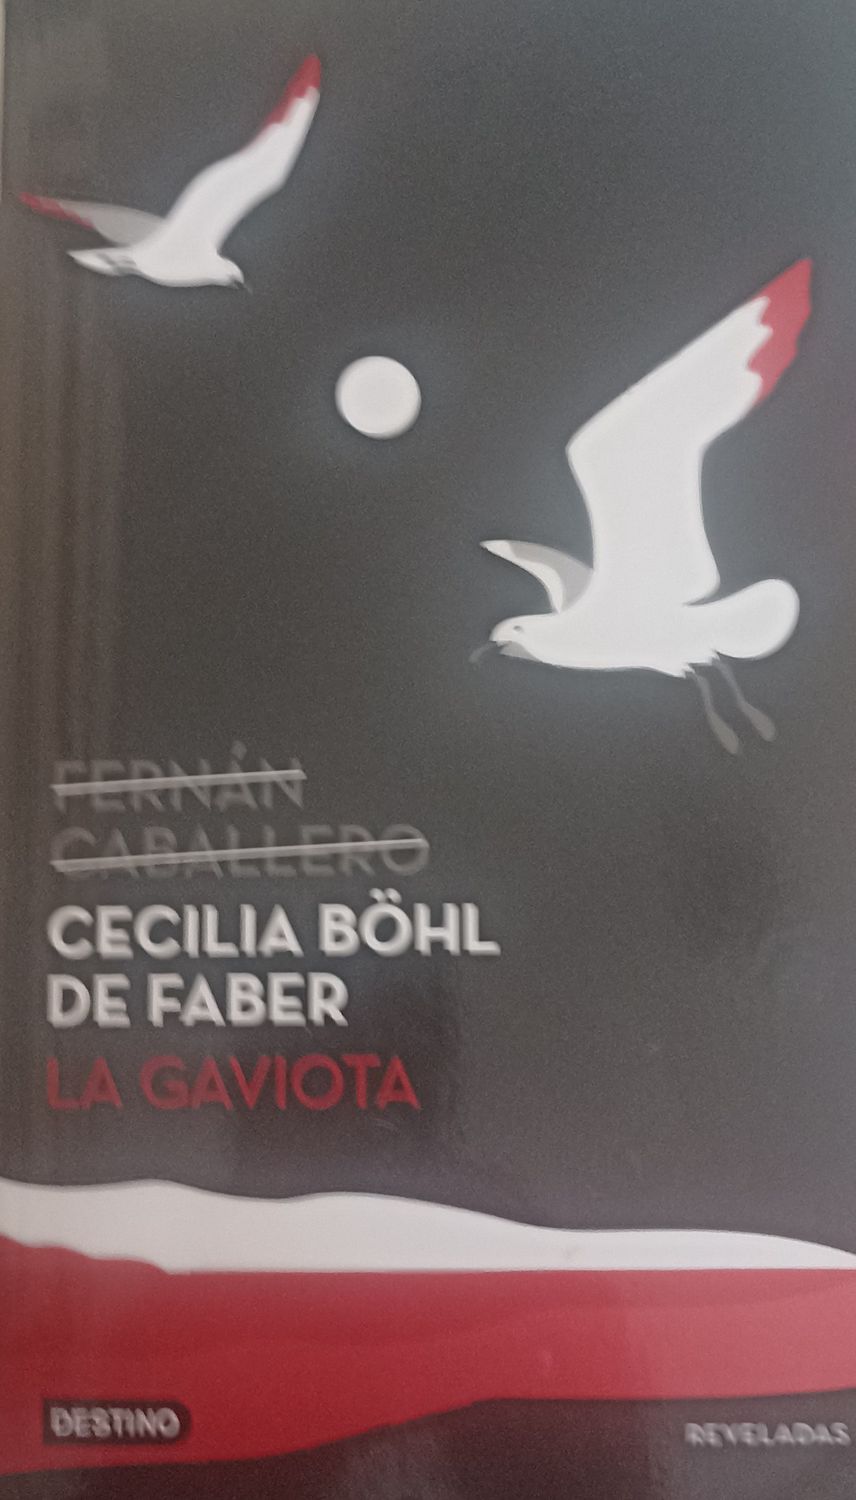 FERNÁN
CABALLERO
CECILIA BÖHL
DE FABER
LA GAVIOTA
DESTINO
REVELADAS